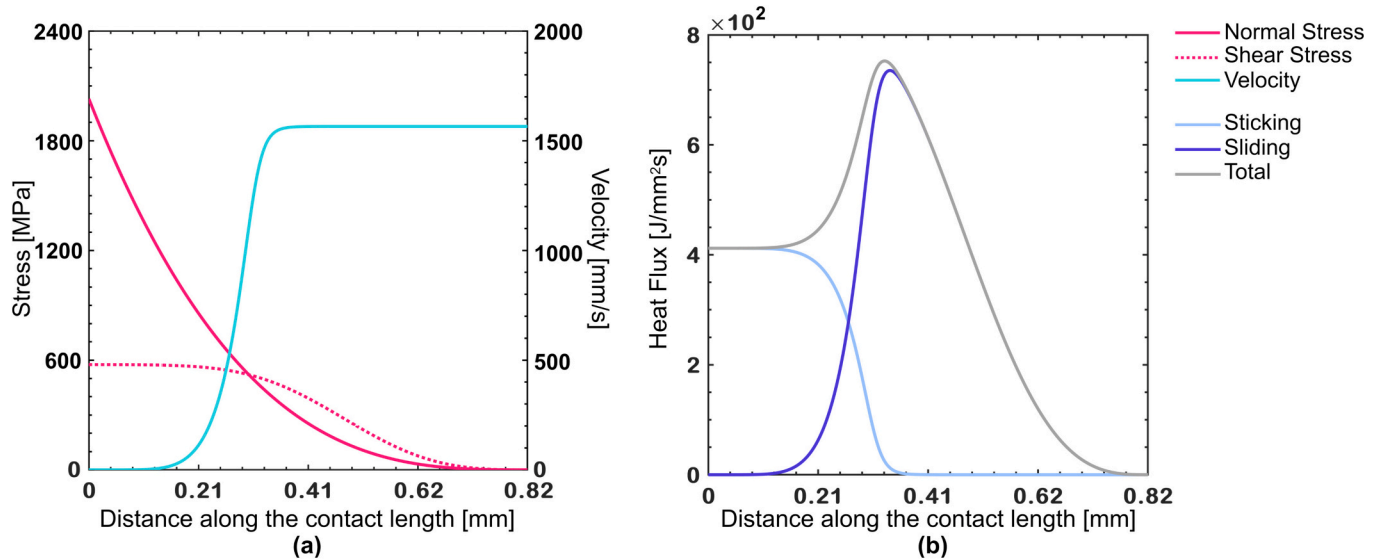 2400
1800
1200
600
0
Stress [MPa]
2000
1500
1000
500
0
Velocity [mm/s]
0
0.21
0.41
0.62
0.82
Distance along the contact length [mm]
(a)
×10²
8
6
4
2
0
Heat Flux [J/mm²s]
0
0.21
0.41
0.62
0.82
Distance along the contact length [mm]
(b)
Normal Stress
Shear Stress
Velocity
Sticking
Sliding
Total